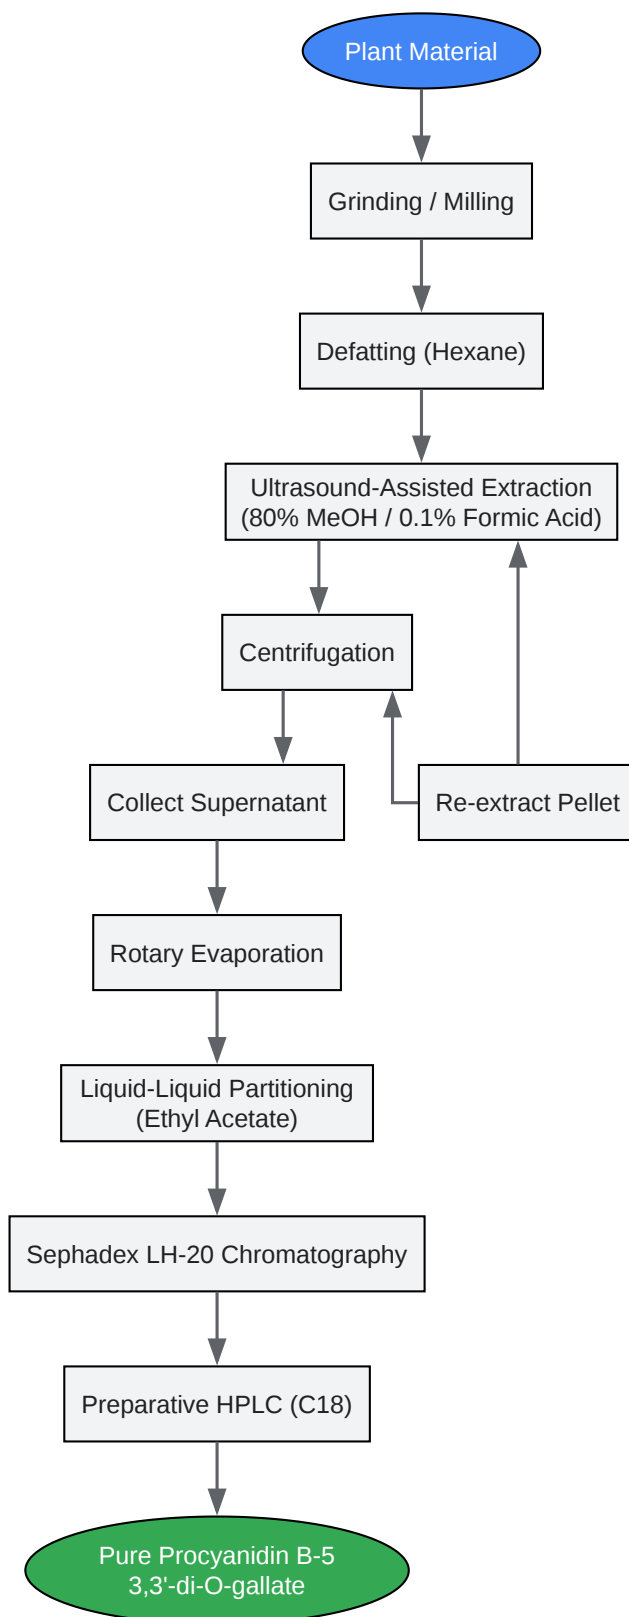 Plant Material
Grinding / Milling
Defatting (Hexane)
Ultrasound-Assisted Extraction
(80% MeOH / 0.1% Formic Acid)
Centrifugation
Collect Supernatant
Re-extract Pellet
Rotary Evaporation
Liquid-Liquid Partitioning
(Ethyl Acetate)
Sephadex LH-20 Chromatography
Preparative HPLC (C18)
Pure Procyanidin B-5
3,3'-di-O-gallate